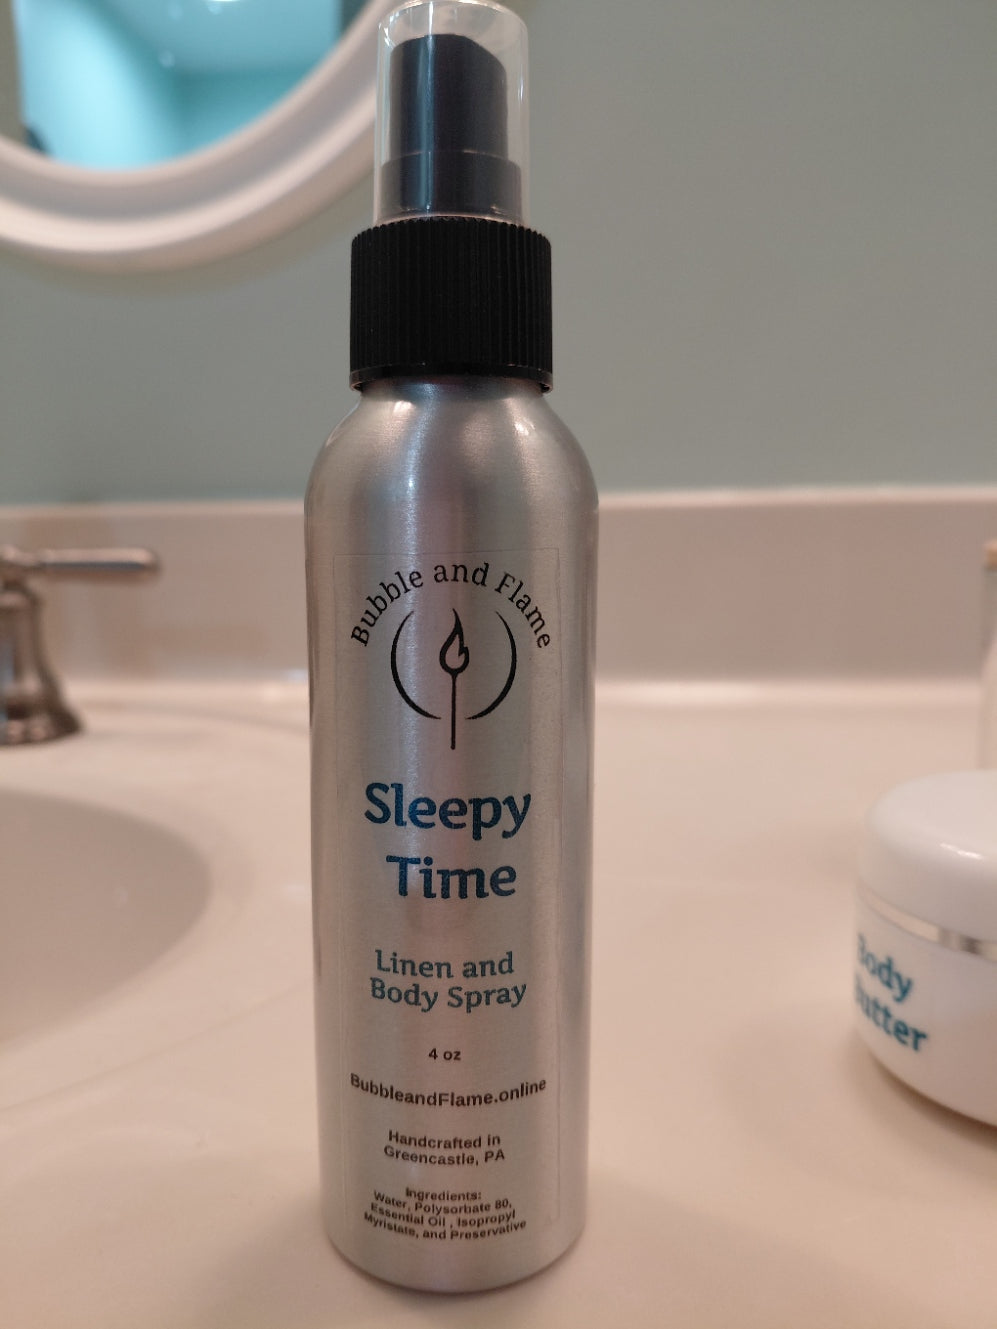 Bubble and Flame
Sleepy
Time
Linen and
Body Spray
4 oz
BubbleandFlame.online
Handcrafted in
Greencastle, PA
Ingredients:
Water, Polysorbate 80,
Essential Oil , Isopropyl
Myristate, and Preservative
Body
Butter